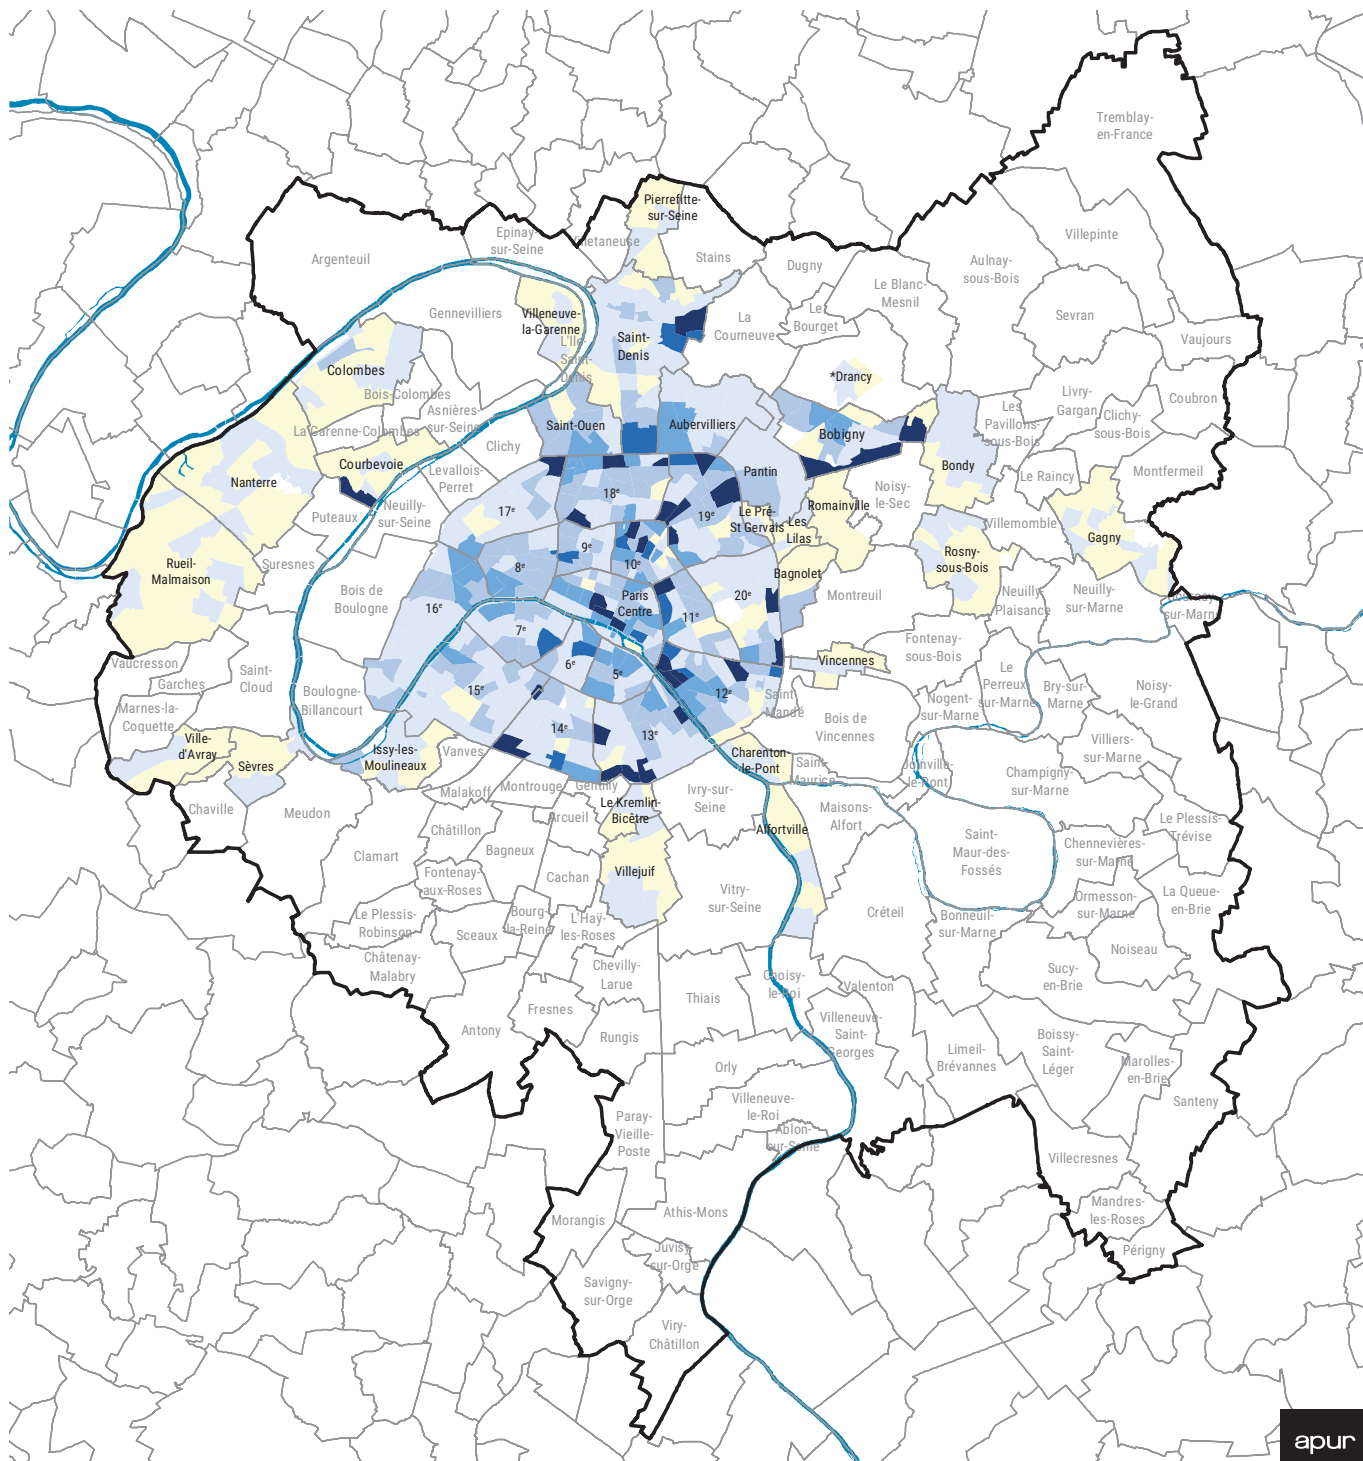 Tremblay-
en-France
Pierrefitte-
sur-Seine
Epinay-
sur-Seine
Villetaneuse
Villepinte
Argenteuil
Stains
Dugny
Aulnay-
sous-Bois
Le Blanc-
Mesnil
Gennevilliers
Villeneuve-
la-Garenne
Le
Bourget
La
Courneuve
Sevran
Vaujours
L'Ile-
Saint-
Denis
Saint-
Denis
Colombes
*Drancy
Bois-Colombes
Livry-
Gargan
Coubron
Asnières-
sur-Seine
Les
Pavillons-
sous-Bois
Clichy-
sous-Bois
La Garenne-Colombes
Saint-Ouen
Aubervilliers
Bobigny
Clichy
Courbevoie
Levallois-
Perret
Pantin
Bondy
Le Raincy
Montfermeil
Nanterre
18e
Noisy-
le-Sec
Romainville
Puteaux
Neuilly-
sur-Seine
17e
19e
Le Pré-
St Gervais
Les
Lilas
Villemomble
Gagny
9e
Rosny-
sous-Bois
Rueil-
Malmaison
Suresnes
8e
10e
Bagnolet
Bois de
Boulogne
16e
Paris
Centre
20e
Montreuil
Neuilly
Plaisance
Neuilly-
sur-Marne
Gournay-
sur-Marne
11e
7e
Fontenay-
sous-Bois
Vaucresson
Saint-
Cloud
6e
5e
Vincennes
Garches
Le
Perreux-
sur-Marne
Bry-sur-
Marne
Noisy-
le-Grand
Boulogne-
Billancourt
15e
12e
Saint-
Mandé
Nogent-
sur-Marne
Marnes-la-
Coquette
14e
13e
Bois de
Vincennes
Ville-
d'Avray
Sèvres
Issy-les-
Moulineaux
Vanves
Charenton-
le-Pont
Saint-
Maurice
Joinville-
le-Pont
Villiers-
sur-Marne
Champigny-
sur-Marne
Chaville
Meudon
Malakoff
Montrouge
Gentilly
Le Kremlin-
Bicêtre
Ivry-sur-
Seine
Maisons-
Alfort
Châtillon
Arcueil
Alfortville
Saint-
Maur-des-
Fossés
Le Plessis-
Trévise
Chennevières-
sur-Marne
Clamart
Bagneux
Fontenay-
aux-Roses
Cachan
Villejuif
Vitry-
sur-Seine
Ormesson-
sur-Marne
La Queue-
en-Brie
Le Plessis-
Robinson
Sceaux
Bourg-
la-Reine
L'Haÿ-
les-Roses
Créteil
Bonneuil-
sur-Marne
Noiseau
Châtenay-
Malabry
Chevilly-
Larue
Sucy-
en-Brie
Choisy-
le-Roi
Valenton
Thiais
Fresnes
Antony
Rungis
Villeneuve-
Saint-
Georges
Limeil-
Brévannes
Boissy-
Saint-
Léger
Marolles-
en-Brie
Orly
Santeny
Villeneuve-
le-Roi
Paray-
Vieille-
Poste
Ablon-
sur-Seine
Villecresnes
Mandres-
les-Roses
Morangis
Athis-Mons
Périgny
Juvisy-
sur-Orge
Savigny-
sur-Orge
Viry-
Châtillon
apur